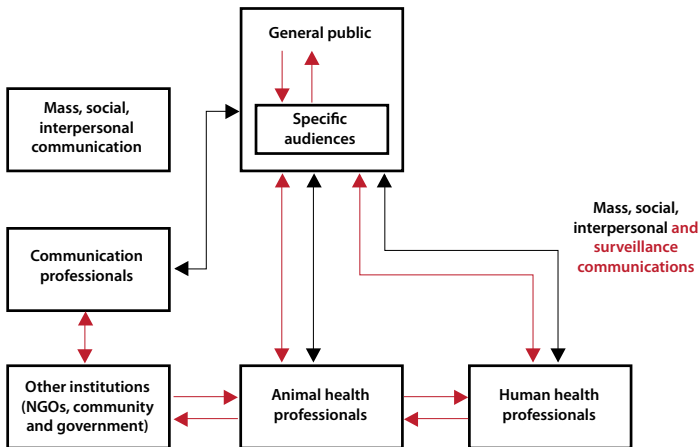 General public
Specific
audiences
Mass, social,
interpersonal
communication
Mass, social,
interpersonal and
surveillance
communications
Communication
professionals
Other institutions
(NGOs, community
and government)
Animal health
professionals
Human health
professionals